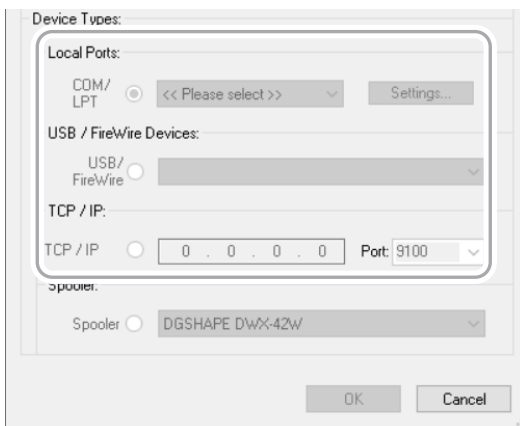 Device Types:
Local Ports:
COM/
LPT
<< Please select >>
Settings...
USB / FireWire Devices:
USB/
FireWire
TCP / IP:
TCP / IP
0 . 0 . 0 . 0
Port: 9100
Spooler:
Spooler
DGSHAPE DWX-42W
OK
Cancel